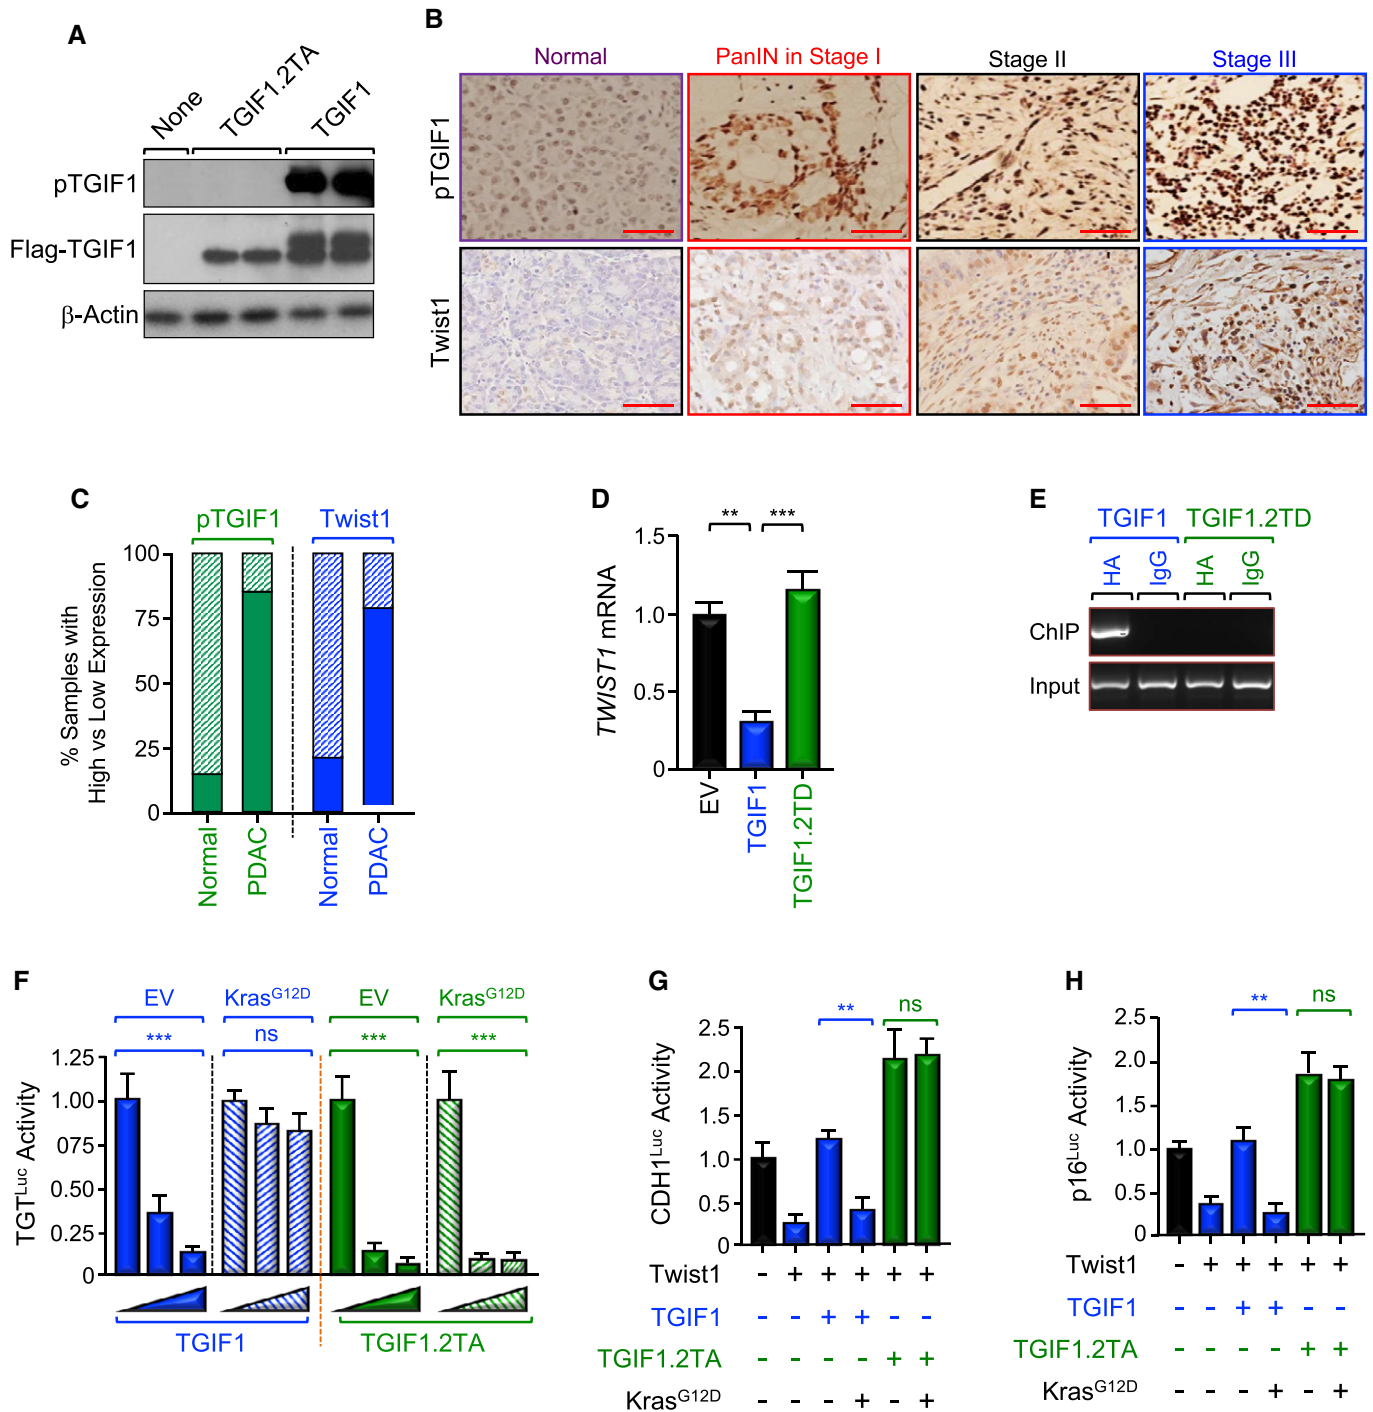 A
None
TGIF1.2TA
TGIF1
pTGIF1
Flag-TGIF1
β-Actin
B
Normal
PanIN in Stage I
Stage II
Stage III
pTGIF1
Twist1
C
pTGIF1
Twist1
% Samples with
High vs Low Expression
100
75
50
25
0
Normal
PDAC
Normal
PDAC
D
** ***
TWIST1 mRNA
1.5
1.0
0.5
0
EV
TGIF1
TGIF1.2TD
E
TGIF1
TGIF1.2TD
HA
IgG
HA
IgG
ChIP
Input
F
EV
KrasG12D
EV
KrasG12D
*** ns *** ***
TGTLuc Activity
1.25
1.00
0.75
0.50
0.25
0
TGIF1
TGIF1.2TA
G
** ns
CDH1Luc Activity
2.5
2.0
1.5
1.0
0.5
0
Twist1 - + + + + +
TGIF1 - - + + - -
TGIF1.2TA - - - - + +
KrasG12D - - - + - +
H
** ns
p16Luc Activity
2.5
2.0
1.5
1.0
0.5
0
Twist1 - + + + + +
TGIF1 - - + + - -
TGIF1.2TA - - - - + +
KrasG12D - - - + - +